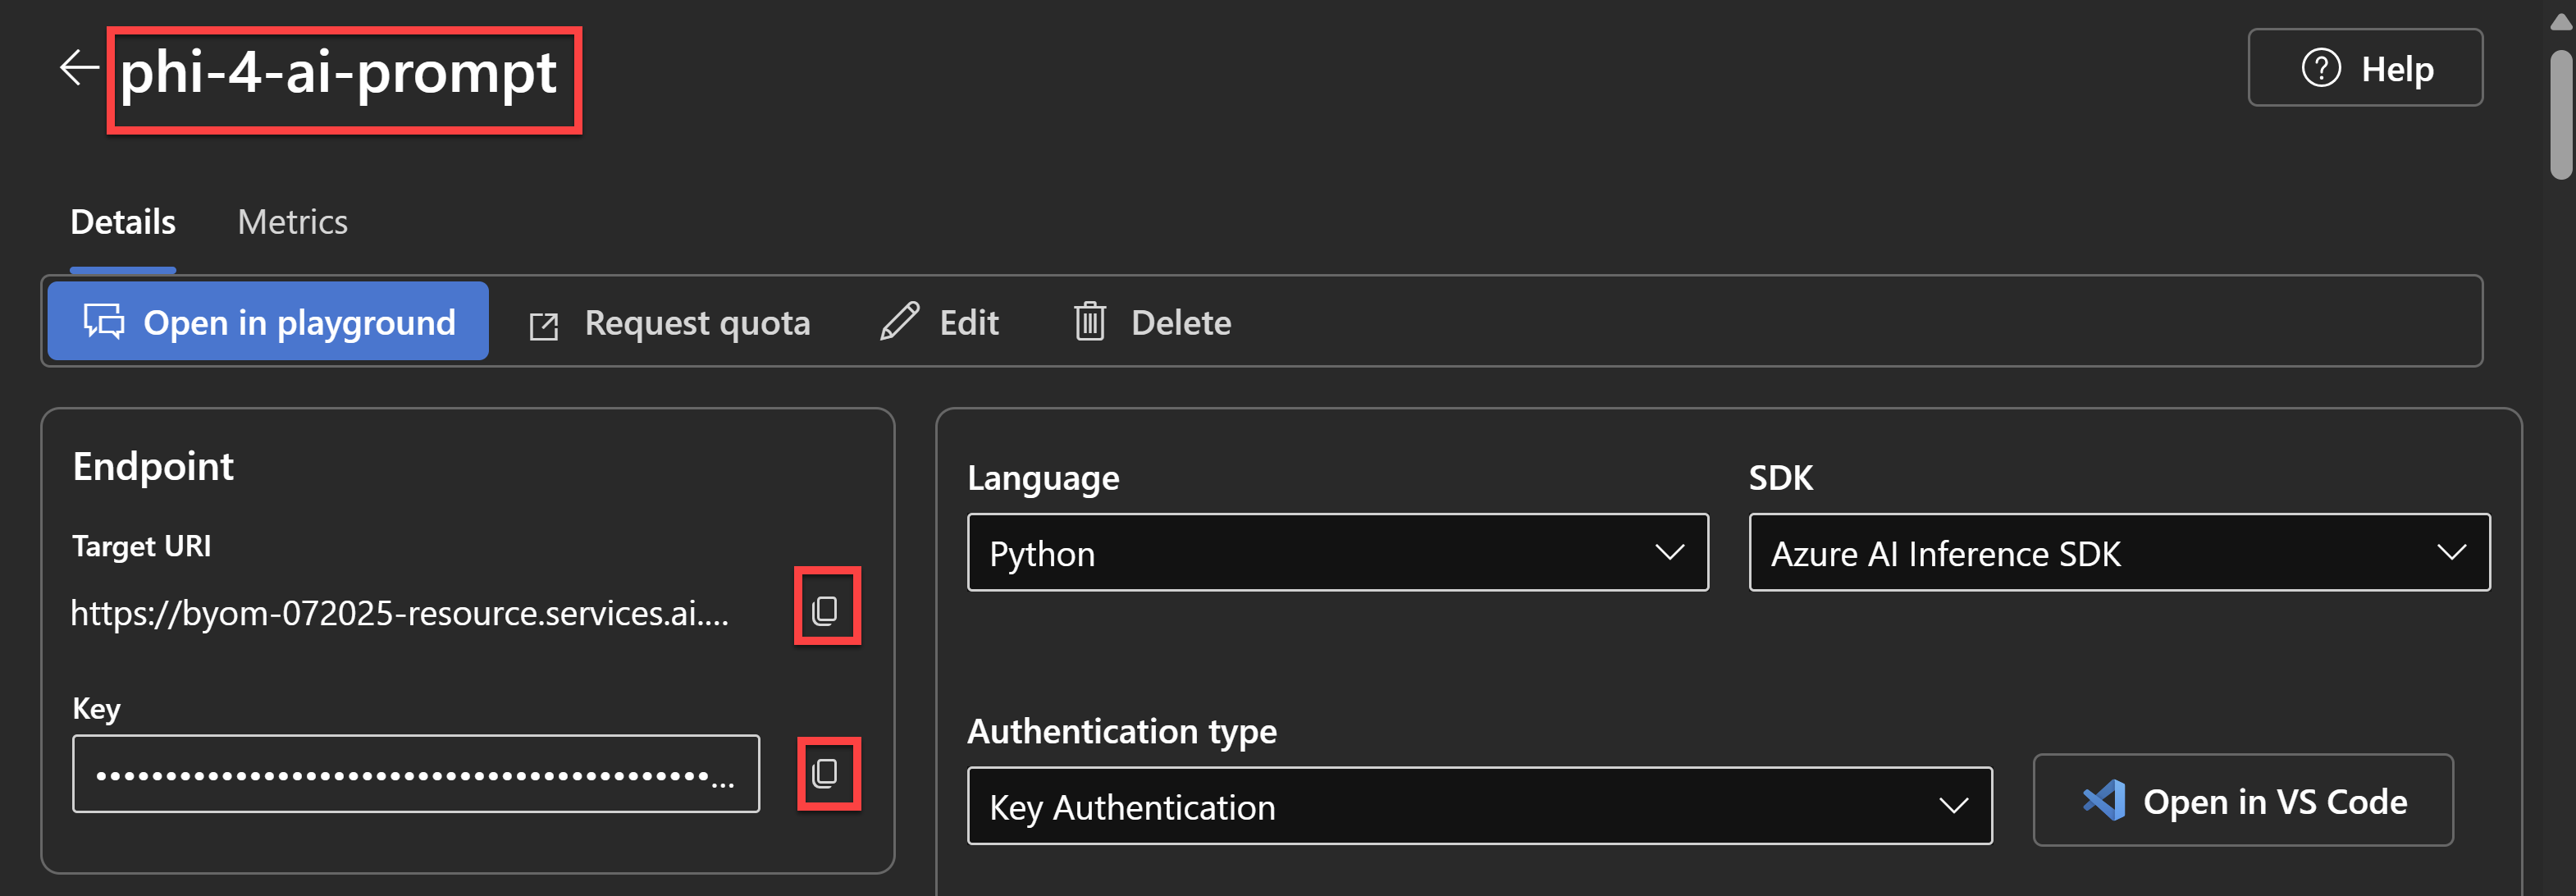 phi-4-ai-prompt
Help
Details
Metrics
Open in playground
Request quota
Edit
Delete
Endpoint
Target URI
https://byom-072025-resource.services.ai....
Key
••••••••••••••••••••••••••••••••••••••••••••...
Language
Python
SDK
Azure AI Inference SDK
Authentication type
Key Authentication
Open in VS Code